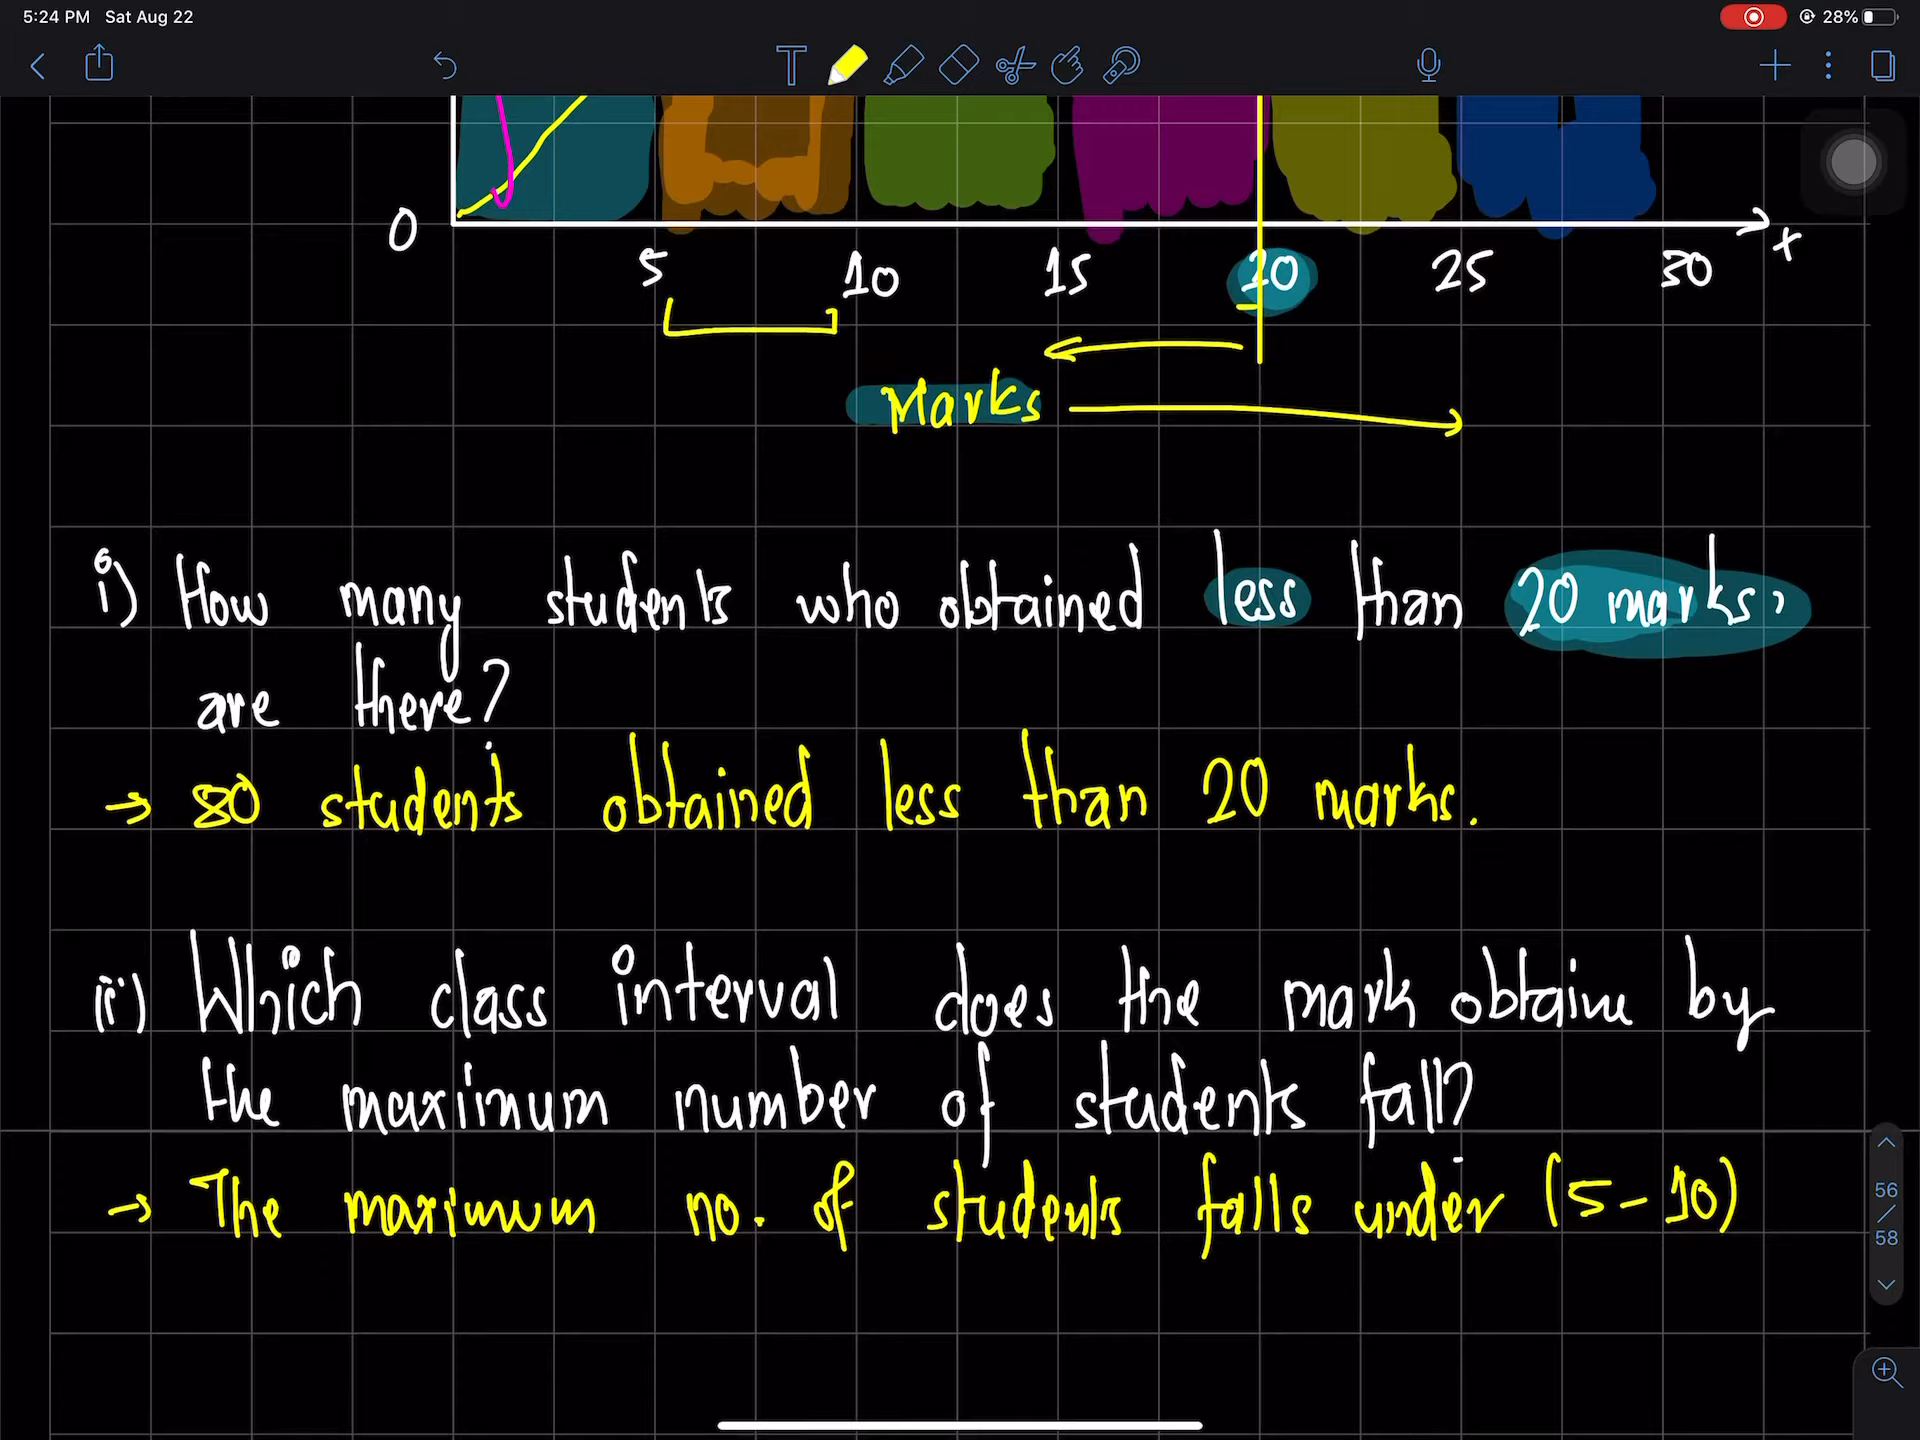 5:24 PM Sat Aug 22
28%
0
5 10 15 20 25 30 x
Marks
i) How many students who obtained less than 20 marks,
are there?
→ 80 students obtained less than 20 marks.
ii) Which class interval does the mark obtaine by
the maximum number of students fall?
→ The maximum no. of students falls under (5-10)
56
/
58